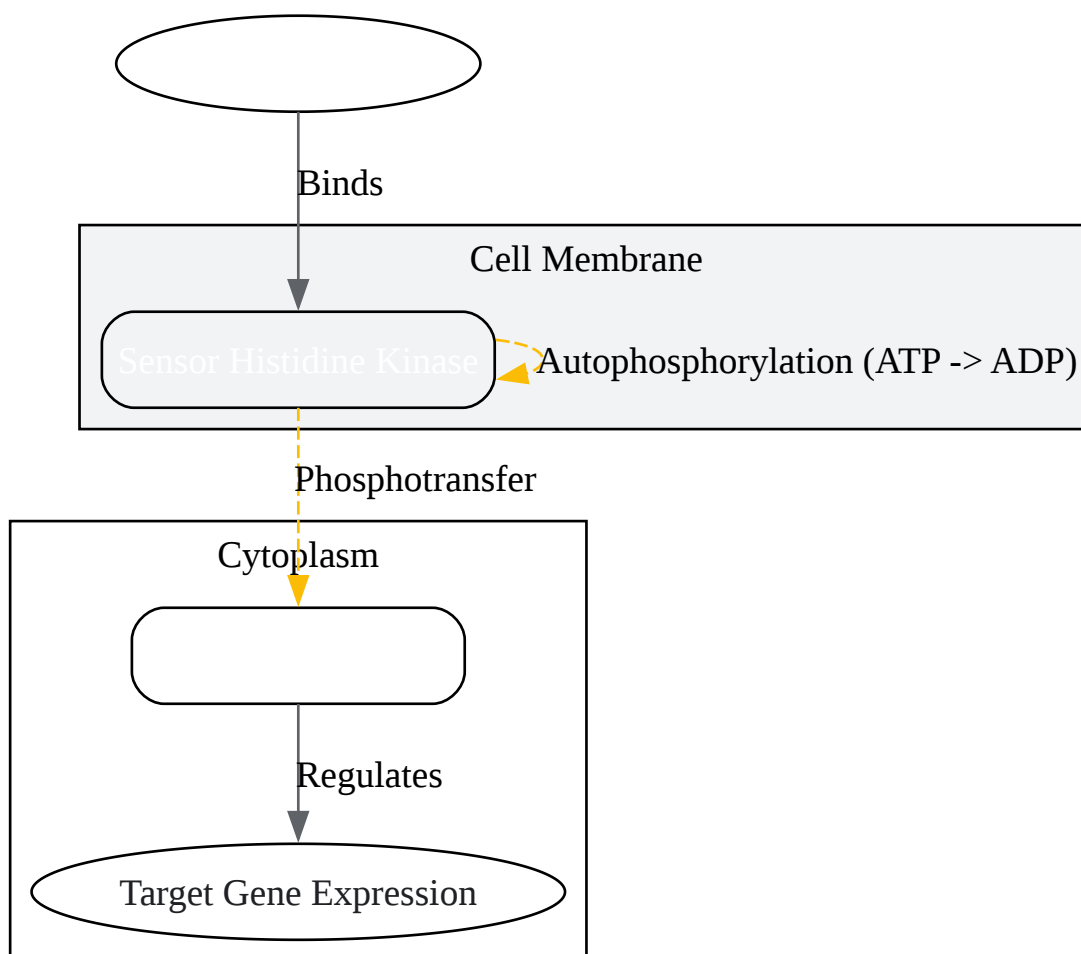 Binds
Cell Membrane
Sensor Histidine Kinase
Autophosphorylation (ATP -> ADP)
Phosphotransfer
Cytoplasm
Regulates
Target Gene Expression